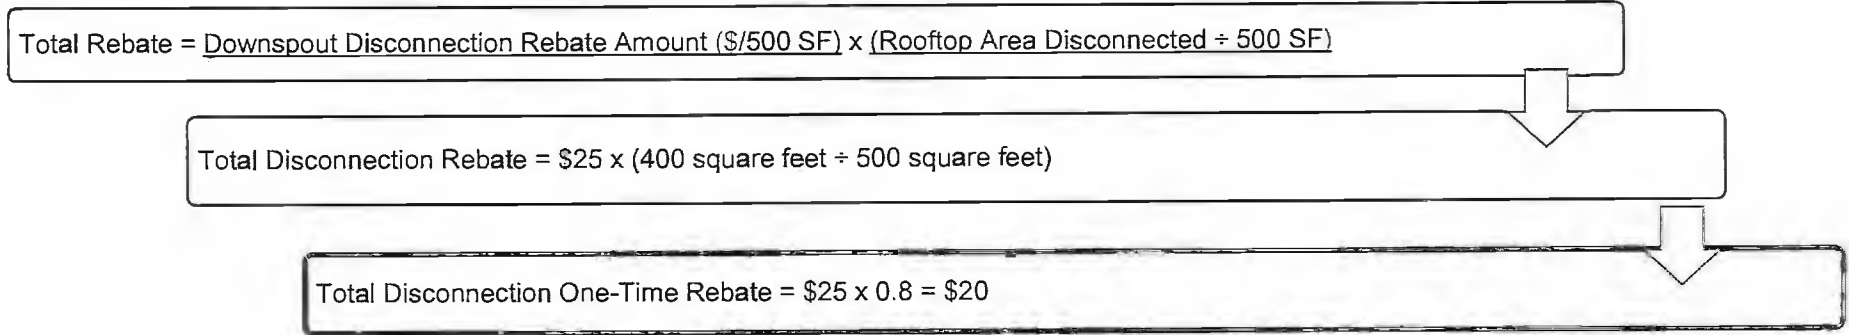 Total Rebate = Downspout Disconnection Rebate Amount ($/500 SF) x (Rooftop Area Disconnected ÷ 500 SF)
Total Disconnection Rebate = $25 x (400 square feet ÷ 500 square feet)
Total Disconnection One-Time Rebate = $25 x 0.8 = $20